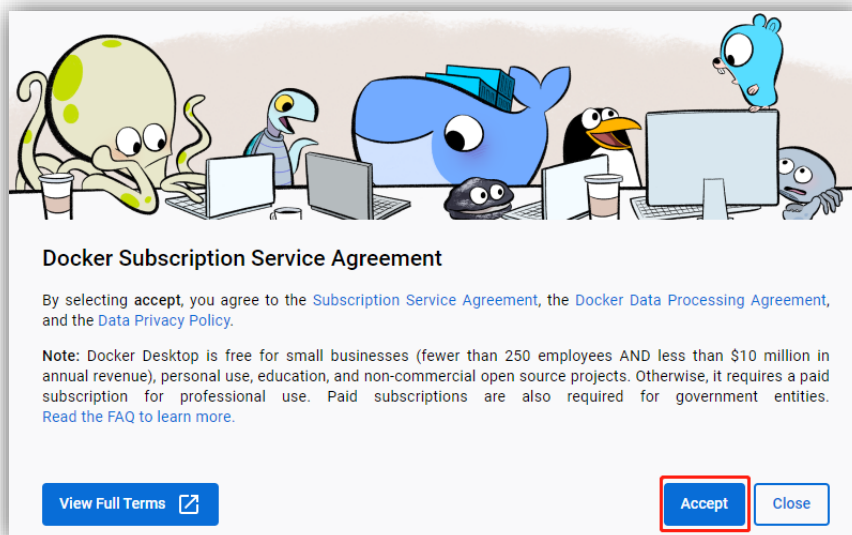 Docker Subscription Service Agreement
By selecting accept, you agree to the Subscription Service Agreement, the Docker Data Processing Agreement,
and the Data Privacy Policy.
Note: Docker Desktop is free for small businesses (fewer than 250 employees AND less than $10 million in
annual revenue), personal use, education, and non-commercial open source projects. Otherwise, it requires a paid
subscription for professional use. Paid subscriptions are also required for government entities.
Read the FAQ to learn more.
View Full Terms
Accept
Close